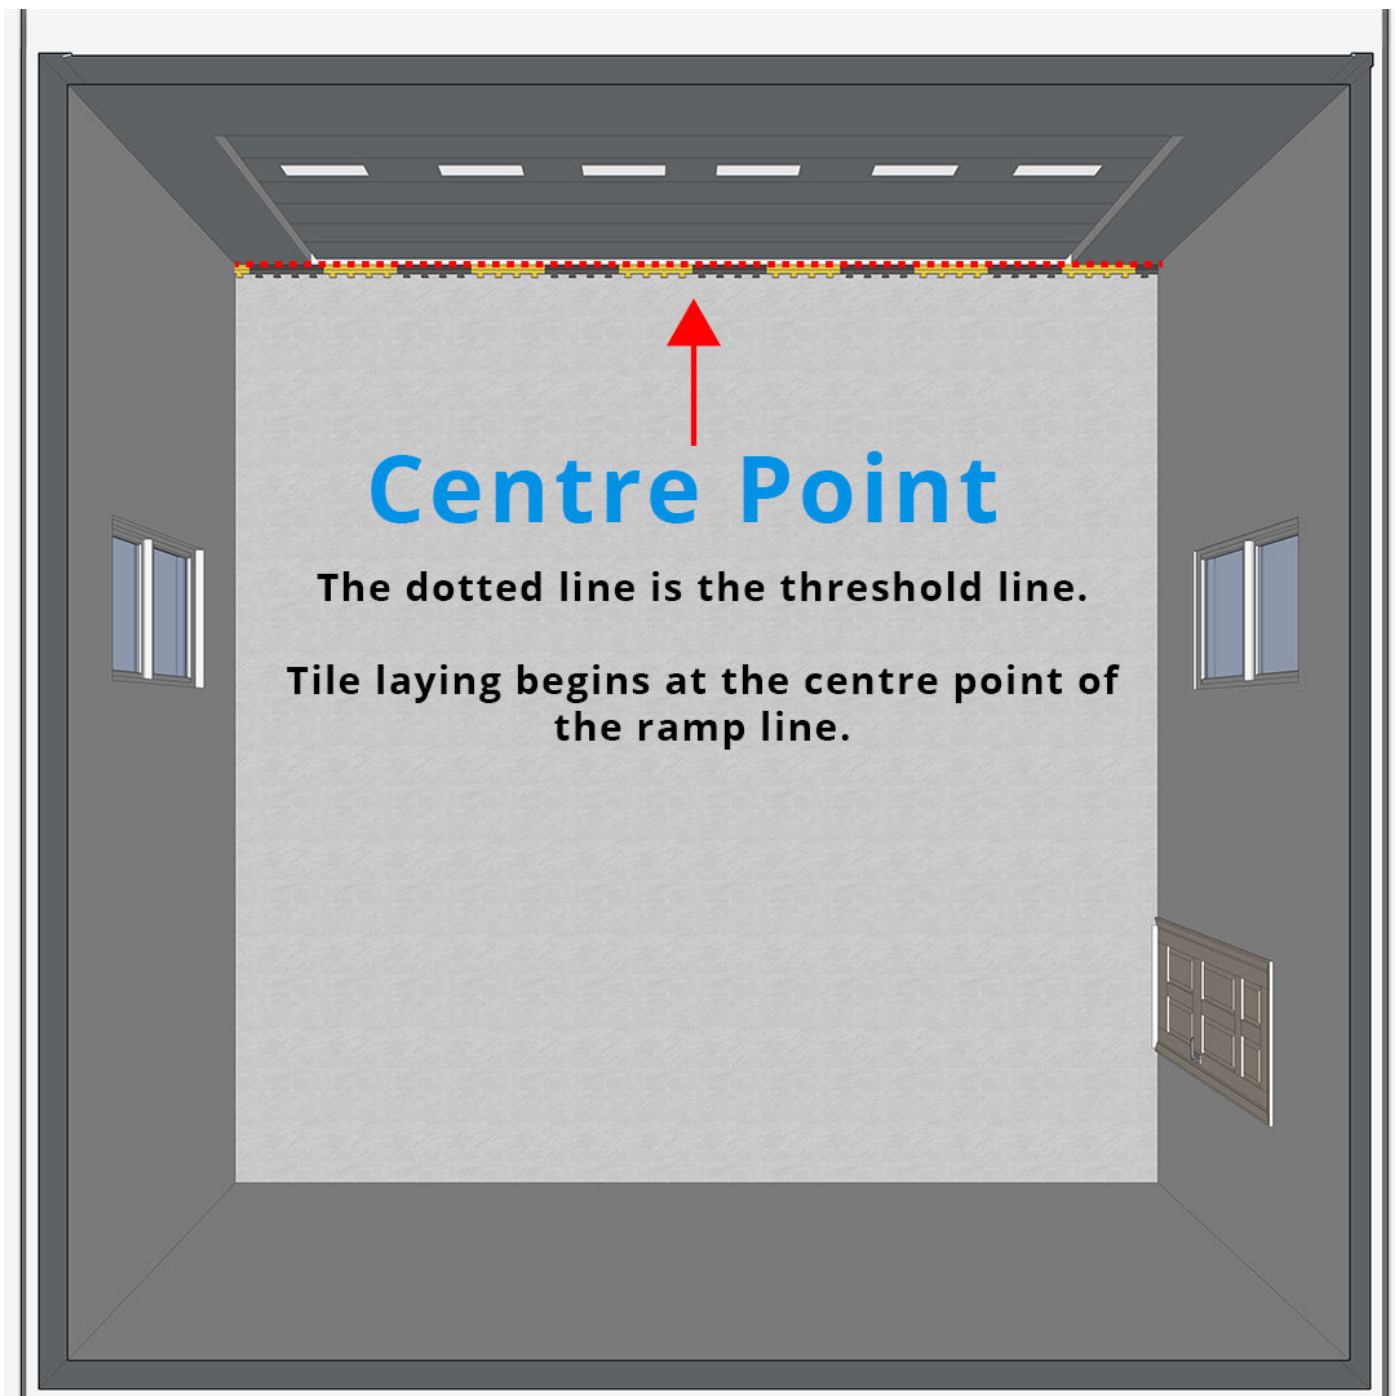 Centre Point
The dotted line is the threshold line.
Tile laying begins at the centre point of
the ramp line.